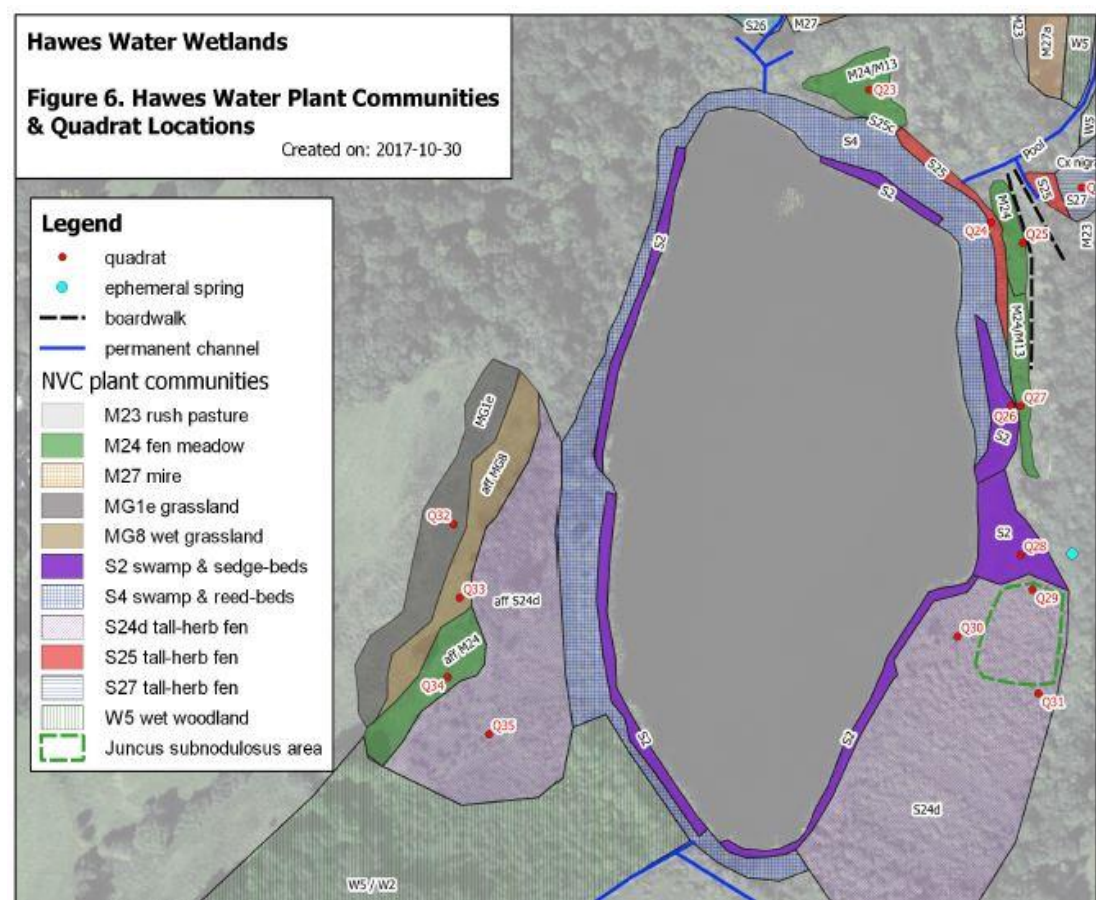 Hawes Water Wetlands
Figure 6. Hawes Water Plant Communities
& Quadrat Locations
Created on: 2017-10-30
Legend
quadrat
ephemeral spring
boardwalk
permanent channel
NVC plant communities
M23 rush pasture
M24 fen meadow
M27 mire
MG1e grassland
MG8 wet grassland
S2 swamp & sedge-beds
S4 swamp & reed-beds
S24d tall-herb fen
S25 tall-herb fen
S27 tall-herb fen
W5 wet woodland
Juncus subnodulosus area
S26
M27
M23
M27a
W5
W5
M24/M13
Q23
S25c
S4
S25
Pool
Cx nigra
S25
S27
Q
M23
S2
S2
M24
Q24
Q25
M24/M13
Q26
Q27
S2
MG1e
aff MG8
Q32
Q33
aff S24d
aff M24
Q34
Q35
S2
Q28
Q29
Q30
Q31
S2
S2
S24d
W5 / W2